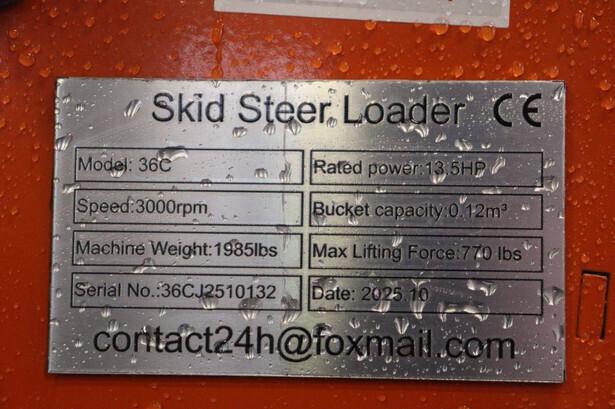 Skid Steer Loader CE
Model: 36C
Rated power:13.5HP
Speed:3000rpm
Bucket capacity:0.12m³
Machine Weight:1985lbs
Max Lifting Force:770 lbs
Serial No.:36CJ2510132
Date: 2025.10
contact24h@foxmail.com